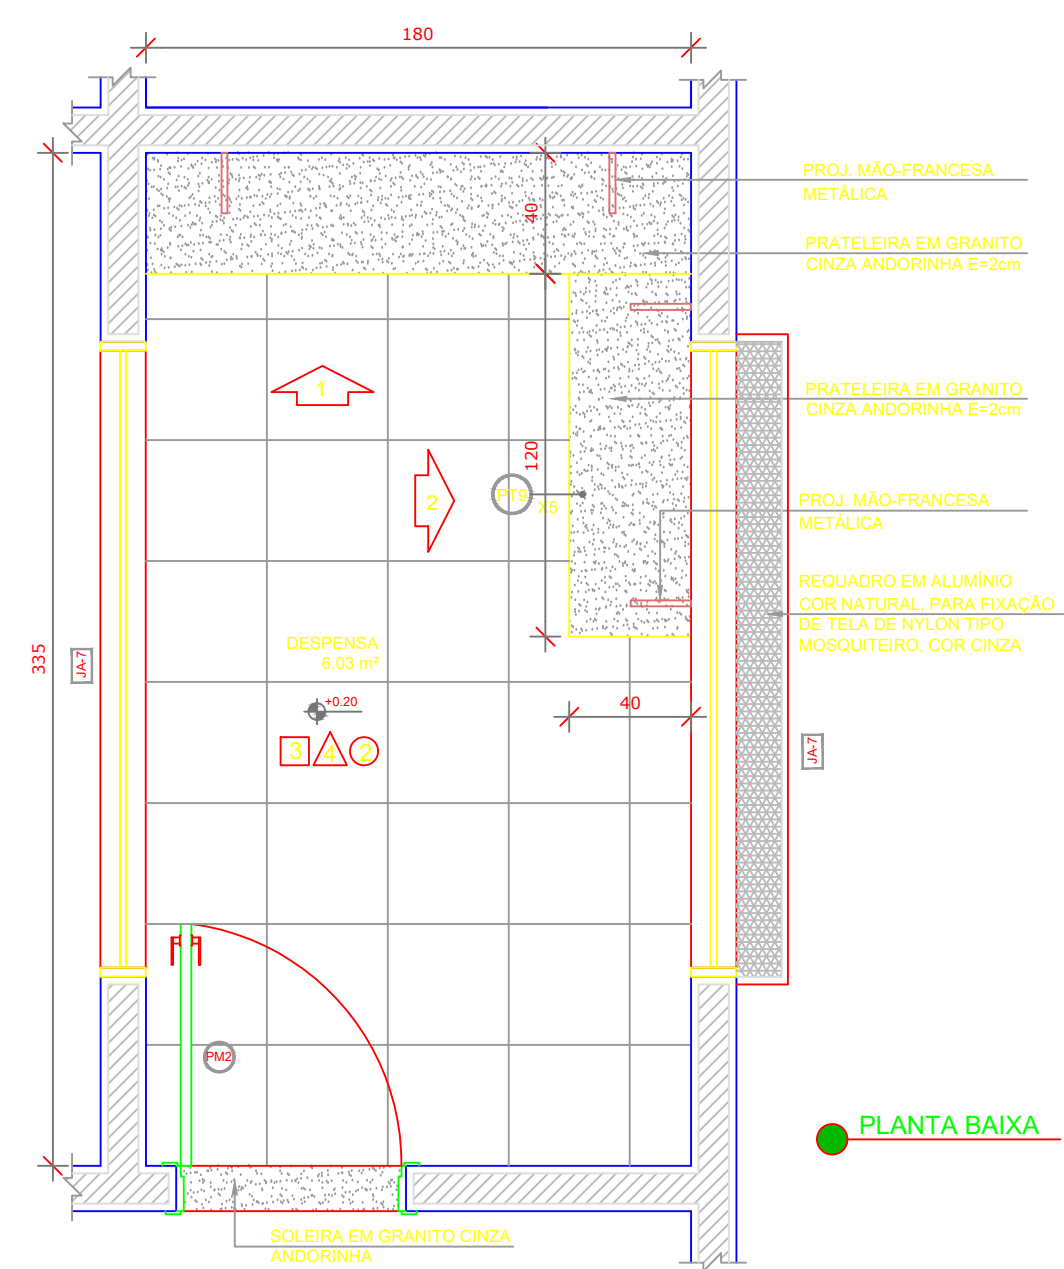 180
PROJ. MÃO-FRANCESA
METÁLICA
40
PRATELEIRA EM GRANITO
CINZA ANDORINHA E=2cm
1
PRATELEIRA EM GRANITO
CINZA ANDORINHA E=2cm
120
2
PT9
X5
PROJ. MÃO-FRANCESA
METÁLICA
REQUADRO EM ALUMÍNIO
COR NATURAL, PARA FIXAÇÃO
DE TELA DE NYLON TIPO
MOSQUITEIRO, COR CINZA
335
JA-7
DESPENSA
6.03 m²
+0.20
40
3 4 2
JA-7
PM2
PLANTA BAIXA
SOLEIRA EM GRANITO CINZA
ANDORINHA